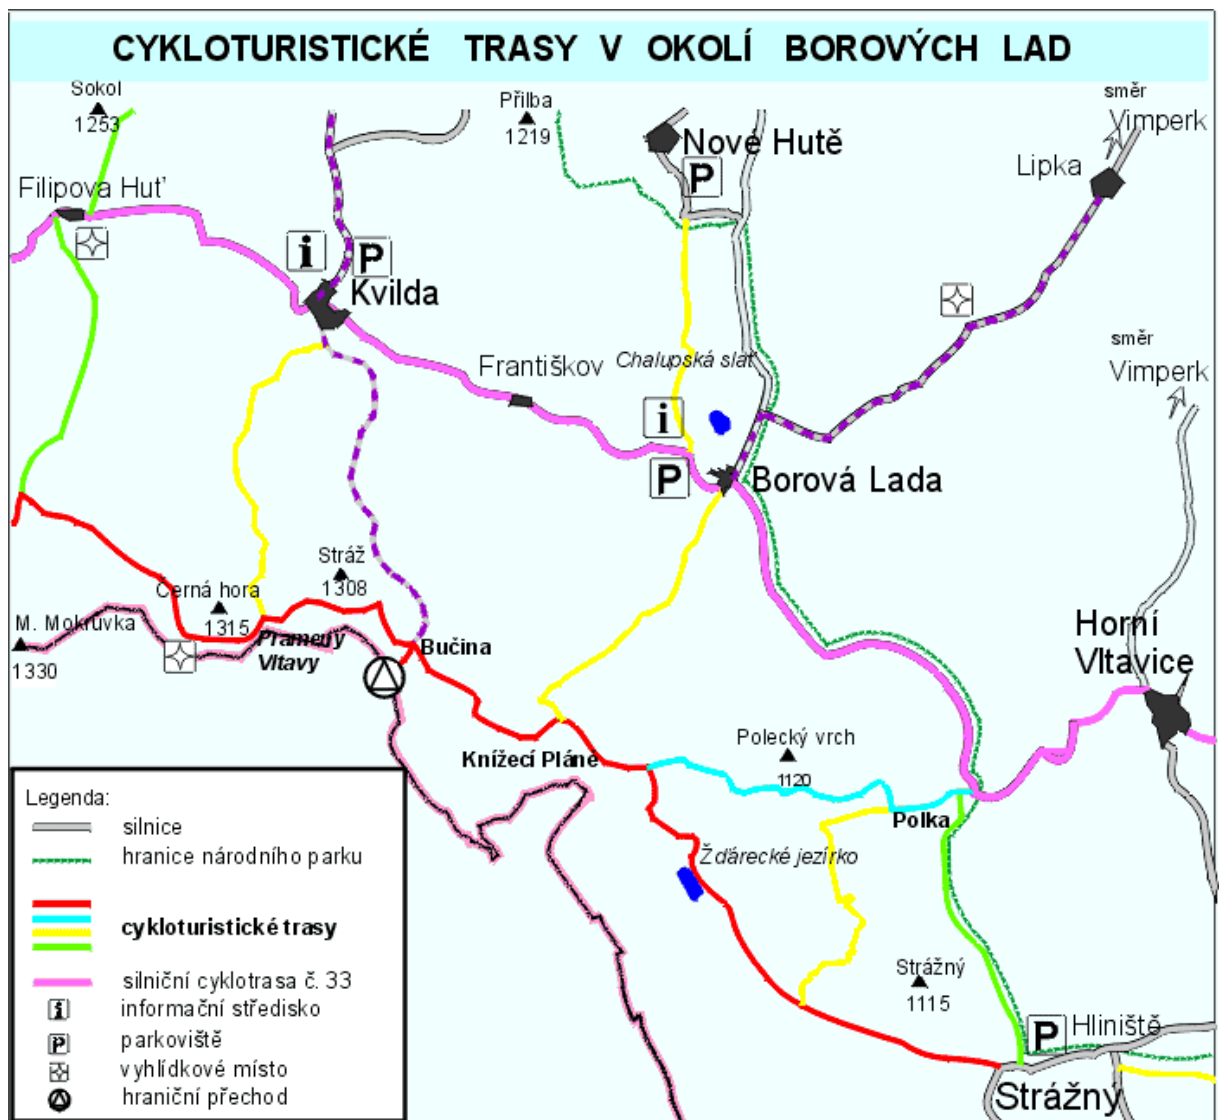 CYKLOTURISTICKÉ TRASY V OKOLÍ BOROVÝCH LAD
Sokol
1253
Přilba
1219
směr
Vimperk
Nové Hutě
P
Lipka
Filipova Huť
i
P
Kvilda
Chalupská slať
Františkov
směr
Vimperk
i
P
Borová Lada
Stráž
1308
Černá hora
1315
M. Mokrůvka
1330
Prameny
Vltavy
Bučina
Horní
Vltavice
Knížecí Pláně
Polecký vrch
1120
Polka
Žďárecké jezírko
Strážný
1115
P
Hliniště
Strážný
Legenda:
silnice
hranice národního parku
cykloturistické trasy
silniční cyklotrasa č. 33
i
informační středisko
P
parkoviště
vyhlídkové místo
hraniční přechod